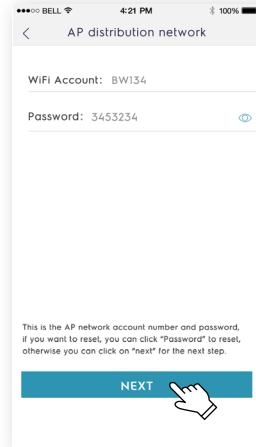 BELL 4:21 PM 100%
AP distribution network
WiFi Account: BW134
Password: 3453234
This is the AP network account number and password,
if you want to reset, you can click "Password" to reset,
otherwise you can click on "next" for the next step.
NEXT